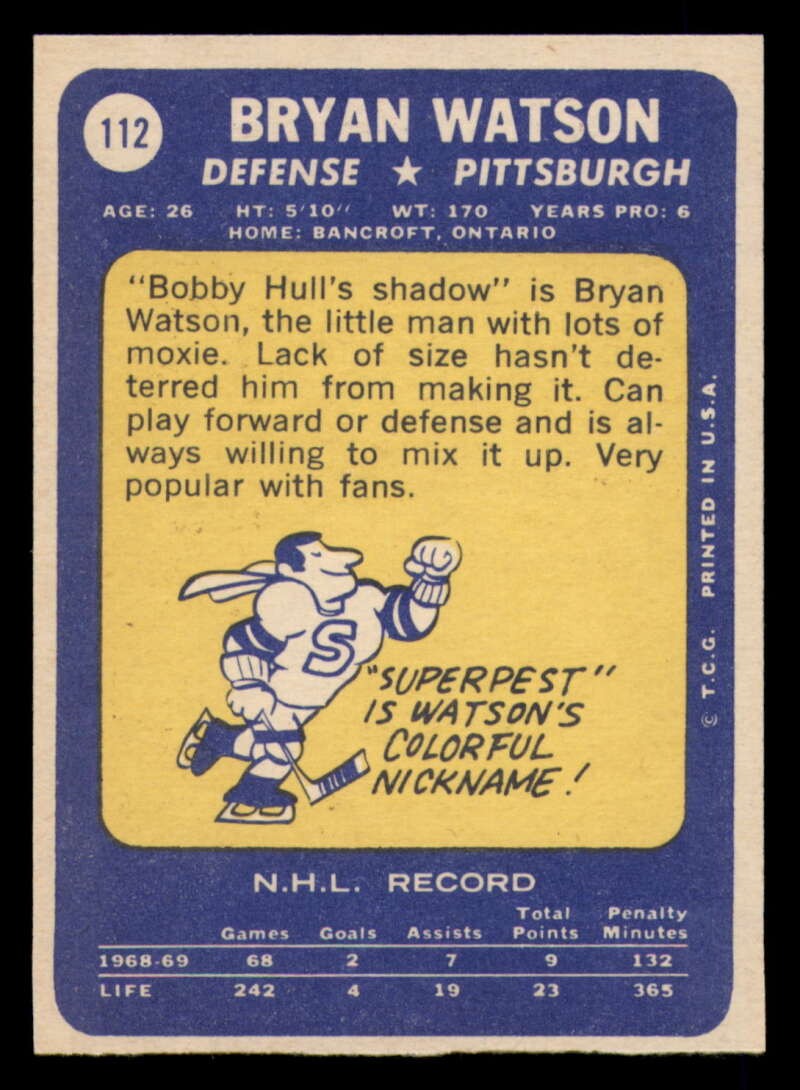 112
BRYAN WATSON
DEFENSE ★ PITTSBURGH
AGE: 26 HT: 5'10" WT: 170 YEARS PRO: 6
HOME: BANCROFT, ONTARIO
"Bobby Hull's shadow" is Bryan
Watson, the little man with lots of
moxie. Lack of size hasn't de-
terred him from making it. Can
play forward or defense and is al-
ways willing to mix it up. Very
popular with fans.
S
"SUPERPEST"
IS WATSON'S
COLORFUL
NICKNAME!
© T.C.G. PRINTED IN U.S.A.
N.H.L. RECORD
Total Penalty
Games Goals Assists Points Minutes
1968-69 68 2 7 9 132
LIFE 242 4 19 23 365